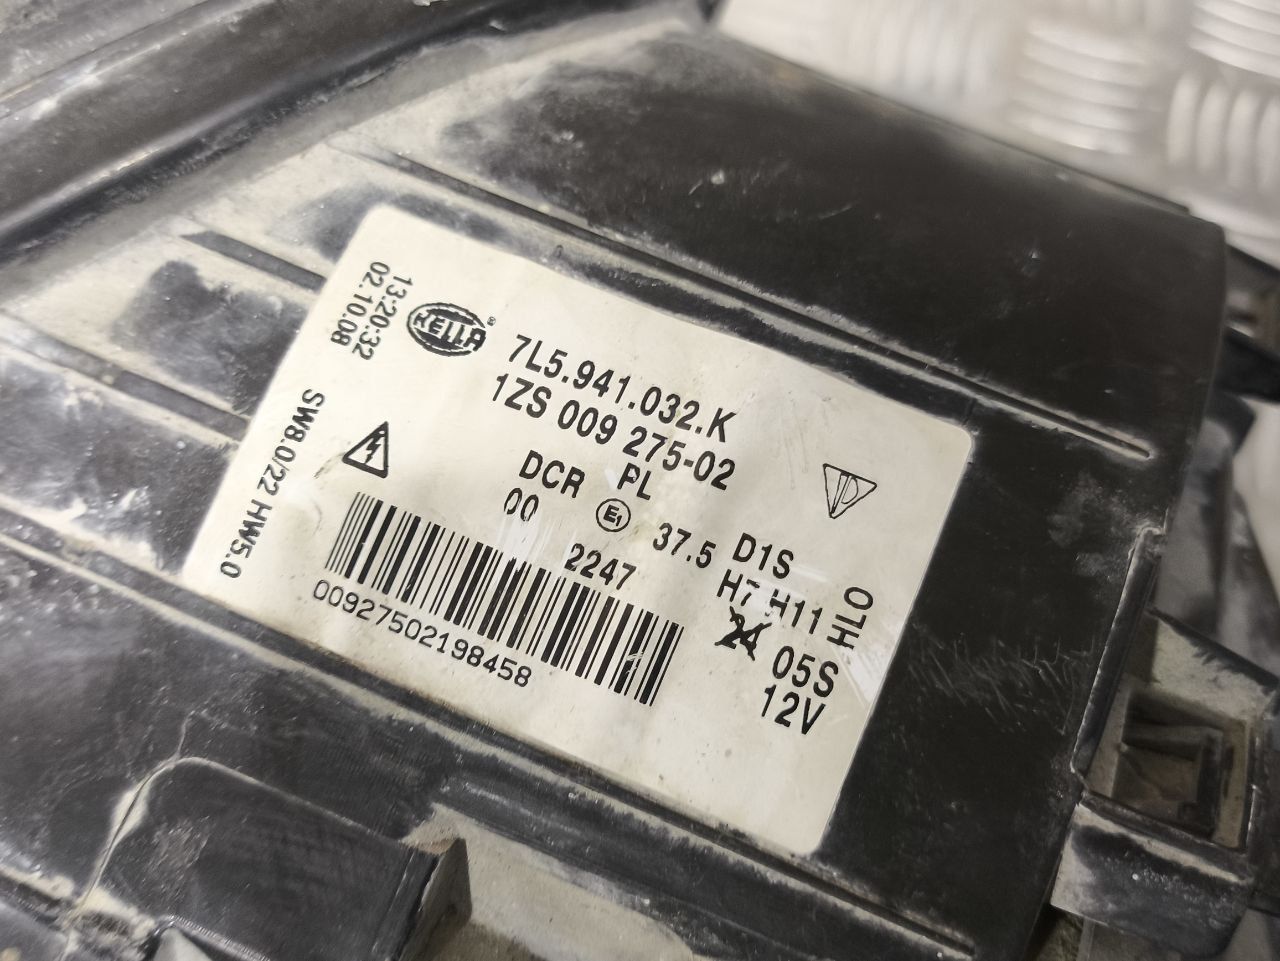 13:20:32
02.10.08
HELLA
7L5.941.032.K
1ZS 009 275-02
SW8.0/22 HW5.0
DCR PL
00 E1 37.5 D1S
2247 H7 H11 HLO
24 05S
12V
00927502198458